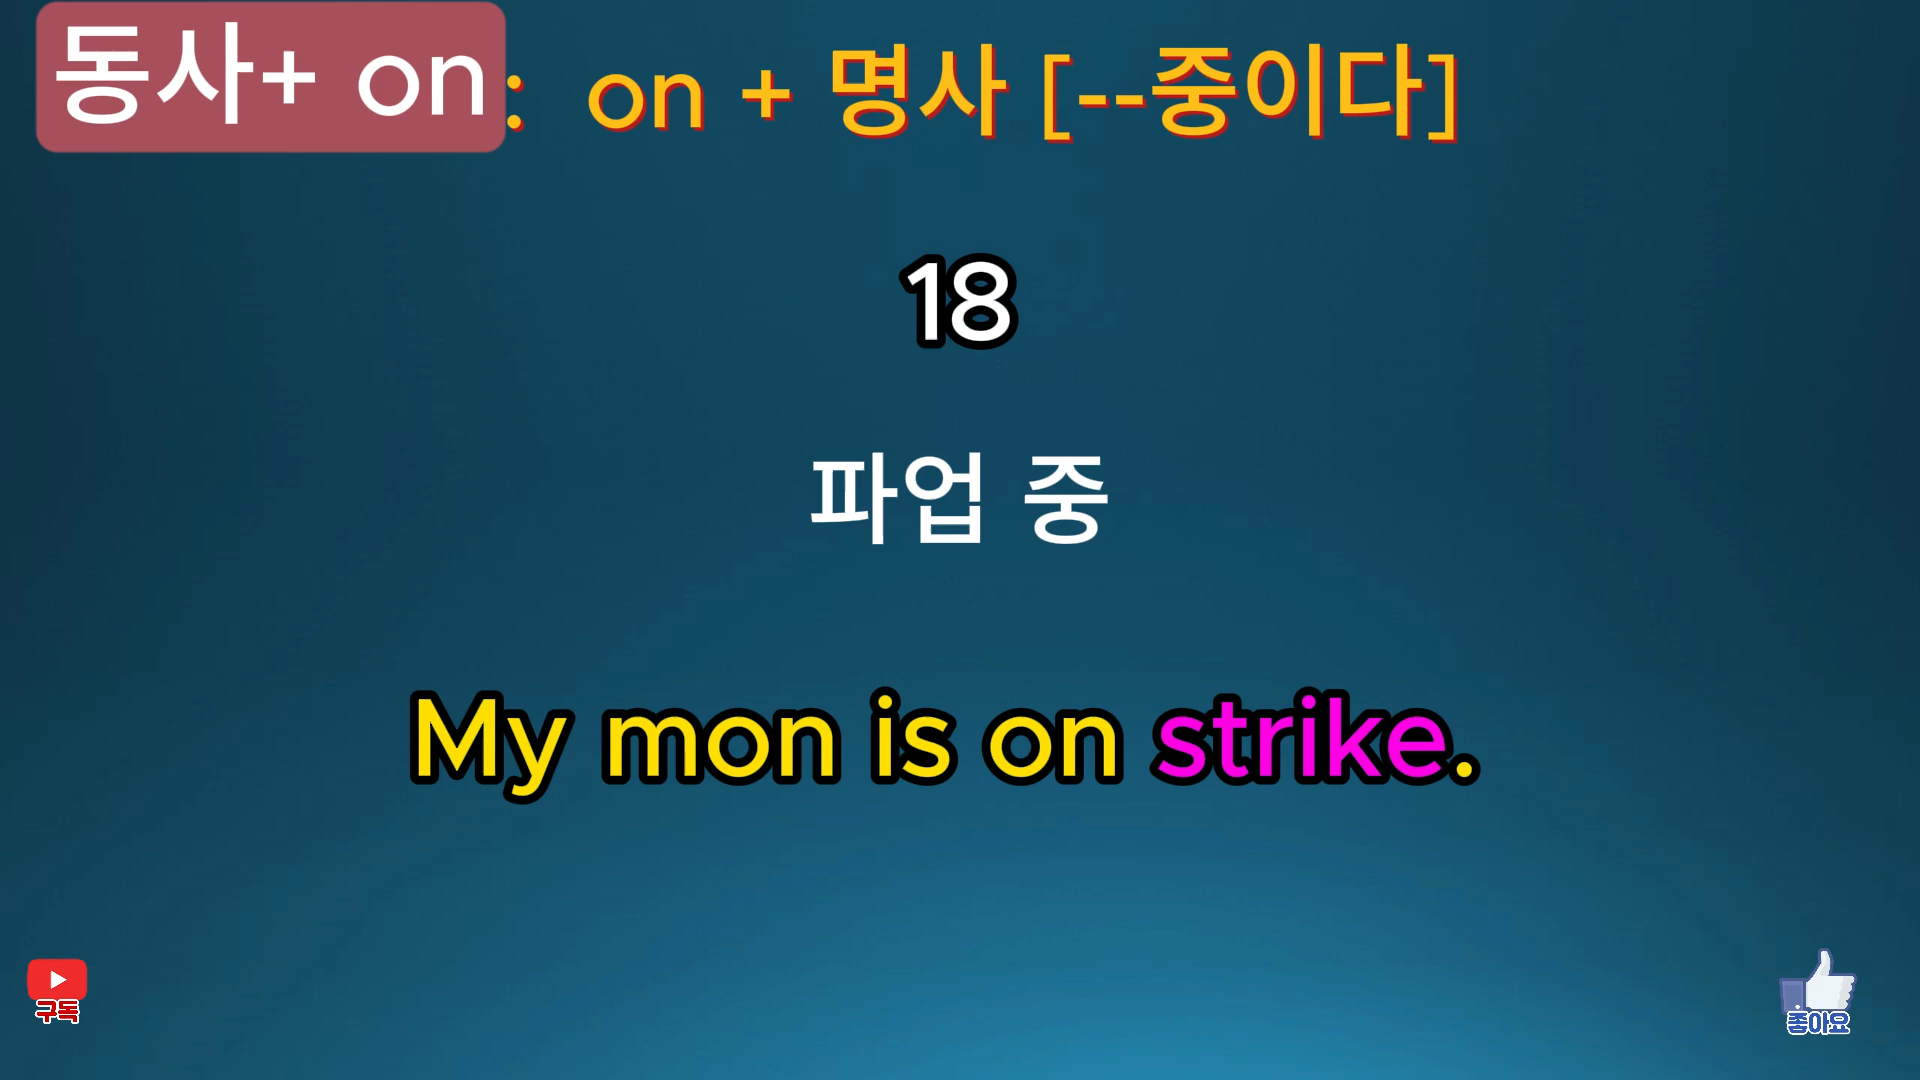 동사+ on : on + 명사 [--중이다]
18
파업 중
My mon is on strike.
구독
좋아요